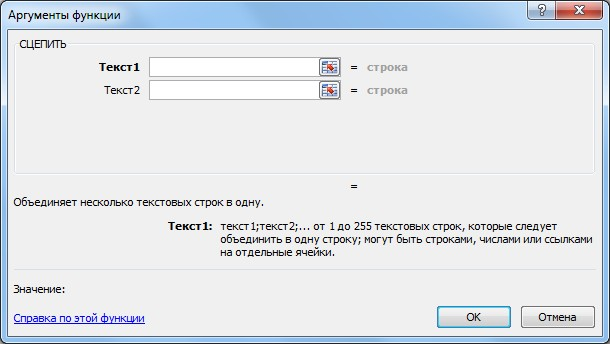 Аргументы функции
СЦЕПИТЬ
Текст1 = строка
Текст2 = строка
=
Объединяет несколько текстовых строк в одну.
Текст1: текст1;текст2;... от 1 до 255 текстовых строк, которые следует
объединить в одну строку; могут быть строками, числами или ссылками
на отдельные ячейки.
Значение:
Справка по этой функции
ОК
Отмена